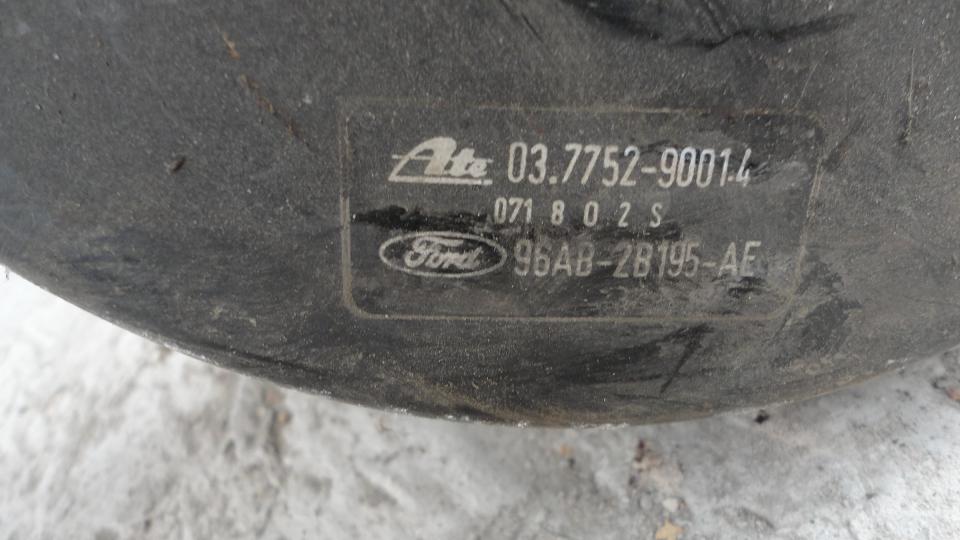 Ate 03.7752-9001.4
071 8 0 2 S
Ford 96AB-2B195-AE